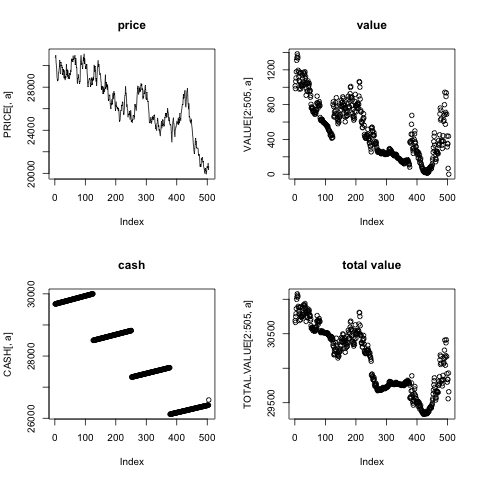 price
PRICE[, a]
20000 24000 28000
0 100 200 300 400 500
Index
value
VALUE[2:505, a]
0 400 800 1200
0 100 200 300 400 500
Index
cash
CASH[, a]
26000 28000 30000
0 100 200 300 400 500
Index
total value
TOTAL.VALUE[2:505, a]
29500 30500
0 100 200 300 400 500
Index